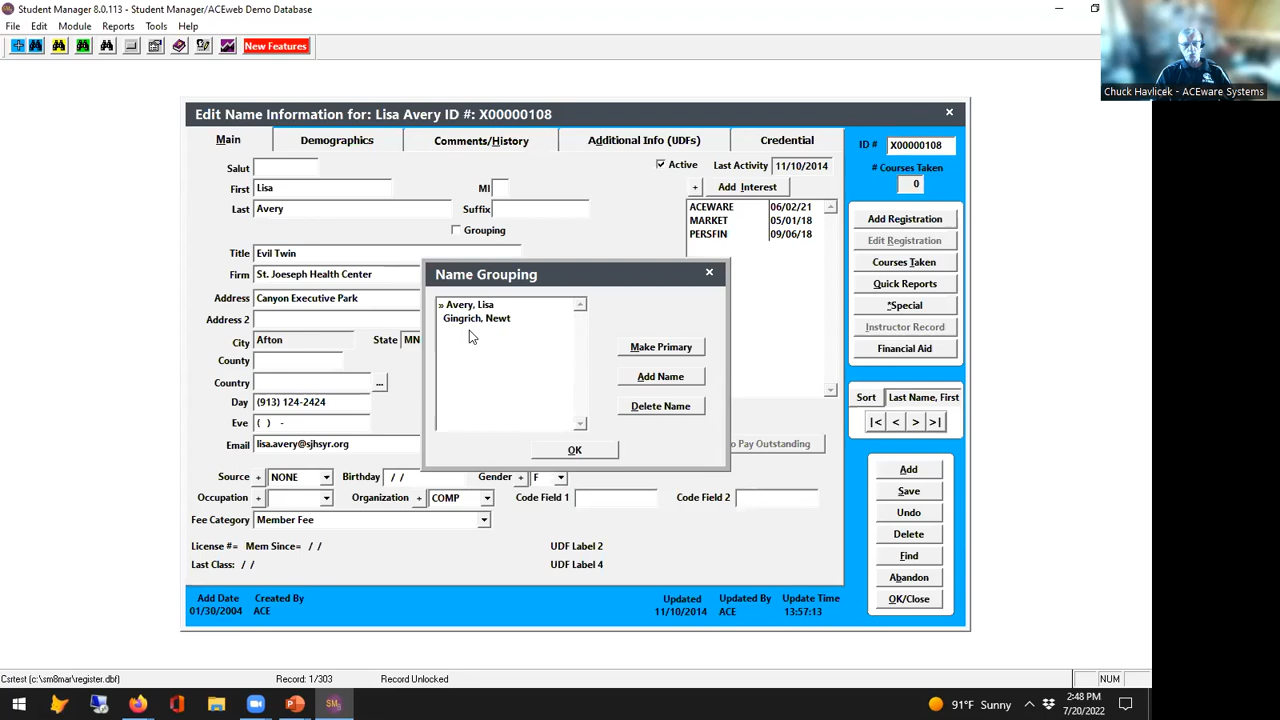 Student Manager 8.0.113 - Student Manager/ACEweb Demo Database
File Edit Module Reports Tools Help
New Features
Chuck Havlicek - ACEware Systems
Edit Name Information for: Lisa Avery ID #: X00000108
Main Demographics Comments/History Additional Info (UDFs) Credential
Salut
Active Last Activity 11/10/2014
First Lisa MI
+ Add Interest
Last Avery Suffix
Grouping
ACEWARE 06/02/21
MARKET 05/01/18
PERSFIN 09/06/18
Title Evil Twin
Firm St. Joeseph Health Center
Address Canyon Executive Park
Address 2
City Afton State MN
County
Country ...
Day (913) 124-2424
Eve ( ) -
Email lisa.avery@sjhsyr.org
o Pay Outstanding
Source + NONE Birthday / / Gender + F
Occupation + Organization + COMP Code Field 1 Code Field 2
Fee Category Member Fee
License #= Mem Since= / / UDF Label 2
Last Class: / / UDF Label 4
Add Date Created By Updated Updated By Update Time
01/30/2004 ACE 11/10/2014 ACE 13:57:13
Name Grouping
» Avery, Lisa
Gingrich, Newt
Make Primary
Add Name
Delete Name
OK
ID # X00000108
# Courses Taken
0
Add Registration
Edit Registration
Courses Taken
Quick Reports
*Special
Instructor Record
Financial Aid
Sort Last Name, First
|< < > >|
Add
Save
Undo
Delete
Find
Abandon
OK/Close
Csrtest (c:\sm8mar\register.dbf) Record: 1/303 Record Unlocked NUM
91°F Sunny
2:48 PM
7/20/2022